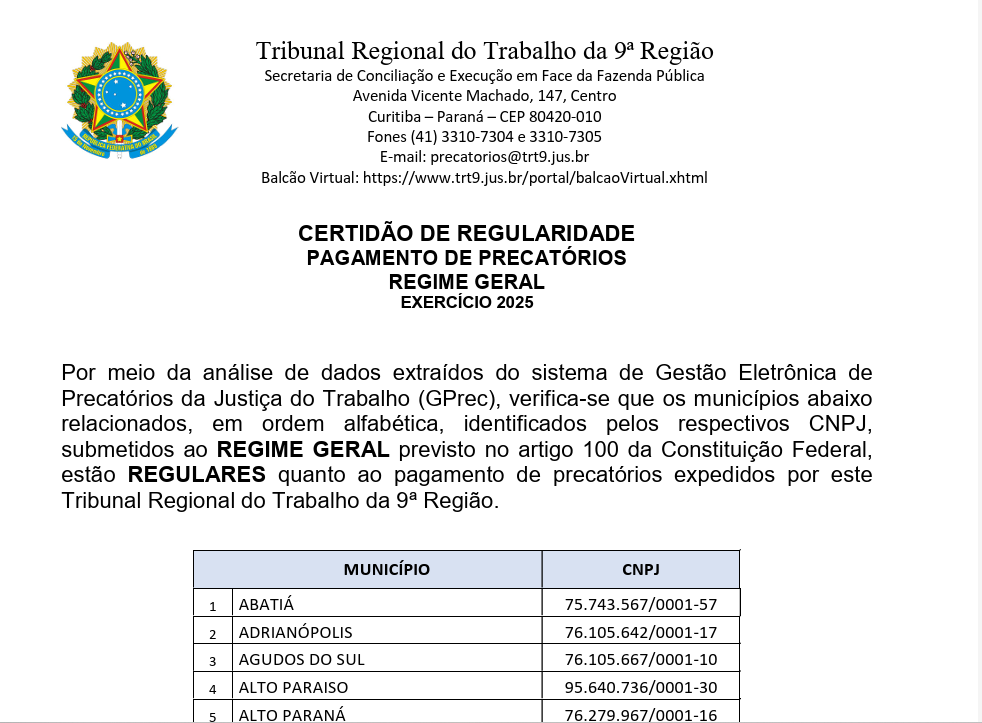 REPÚBLICA FEDERATIVA DO BRASIL
15 de Novembro de 1889
Tribunal Regional do Trabalho da 9ª Região
Secretaria de Conciliação e Execução em Face da Fazenda Pública
Avenida Vicente Machado, 147, Centro
Curitiba – Paraná – CEP 80420-010
Fones (41) 3310-7304 e 3310-7305
E-mail: precatorios@trt9.jus.br
Balcão Virtual: https://www.trt9.jus.br/portal/balcaoVirtual.xhtml
CERTIDÃO DE REGULARIDADE
PAGAMENTO DE PRECATÓRIOS
REGIME GERAL
EXERCÍCIO 2025
Por meio da análise de dados extraídos do sistema de Gestão Eletrônica de
Precatórios da Justiça do Trabalho (GPrec), verifica-se que os municípios abaixo
relacionados, em ordem alfabética, identificados pelos respectivos CNPJ,
submetidos ao REGIME GERAL previsto no artigo 100 da Constituição Federal,
estão REGULARES quanto ao pagamento de precatórios expedidos por este
Tribunal Regional do Trabalho da 9ª Região.
MUNICÍPIO CNPJ
1 ABATIÁ 75.743.567/0001-57
2 ADRIANÓPOLIS 76.105.642/0001-17
3 AGUDOS DO SUL 76.105.667/0001-10
4 ALTO PARAISO 95.640.736/0001-30
5 ALTO PARANÁ 76.279.967/0001-16